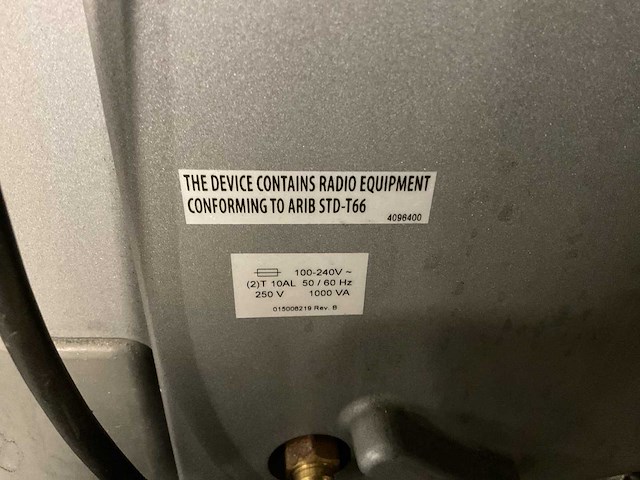 THE DEVICE CONTAINS RADIO EQUIPMENT
CONFORMING TO ARIB STD-T66
4096400
100-240V ~
(2)T 10AL 50 / 60 Hz
250 V 1000 VA
015008219 Rev. B